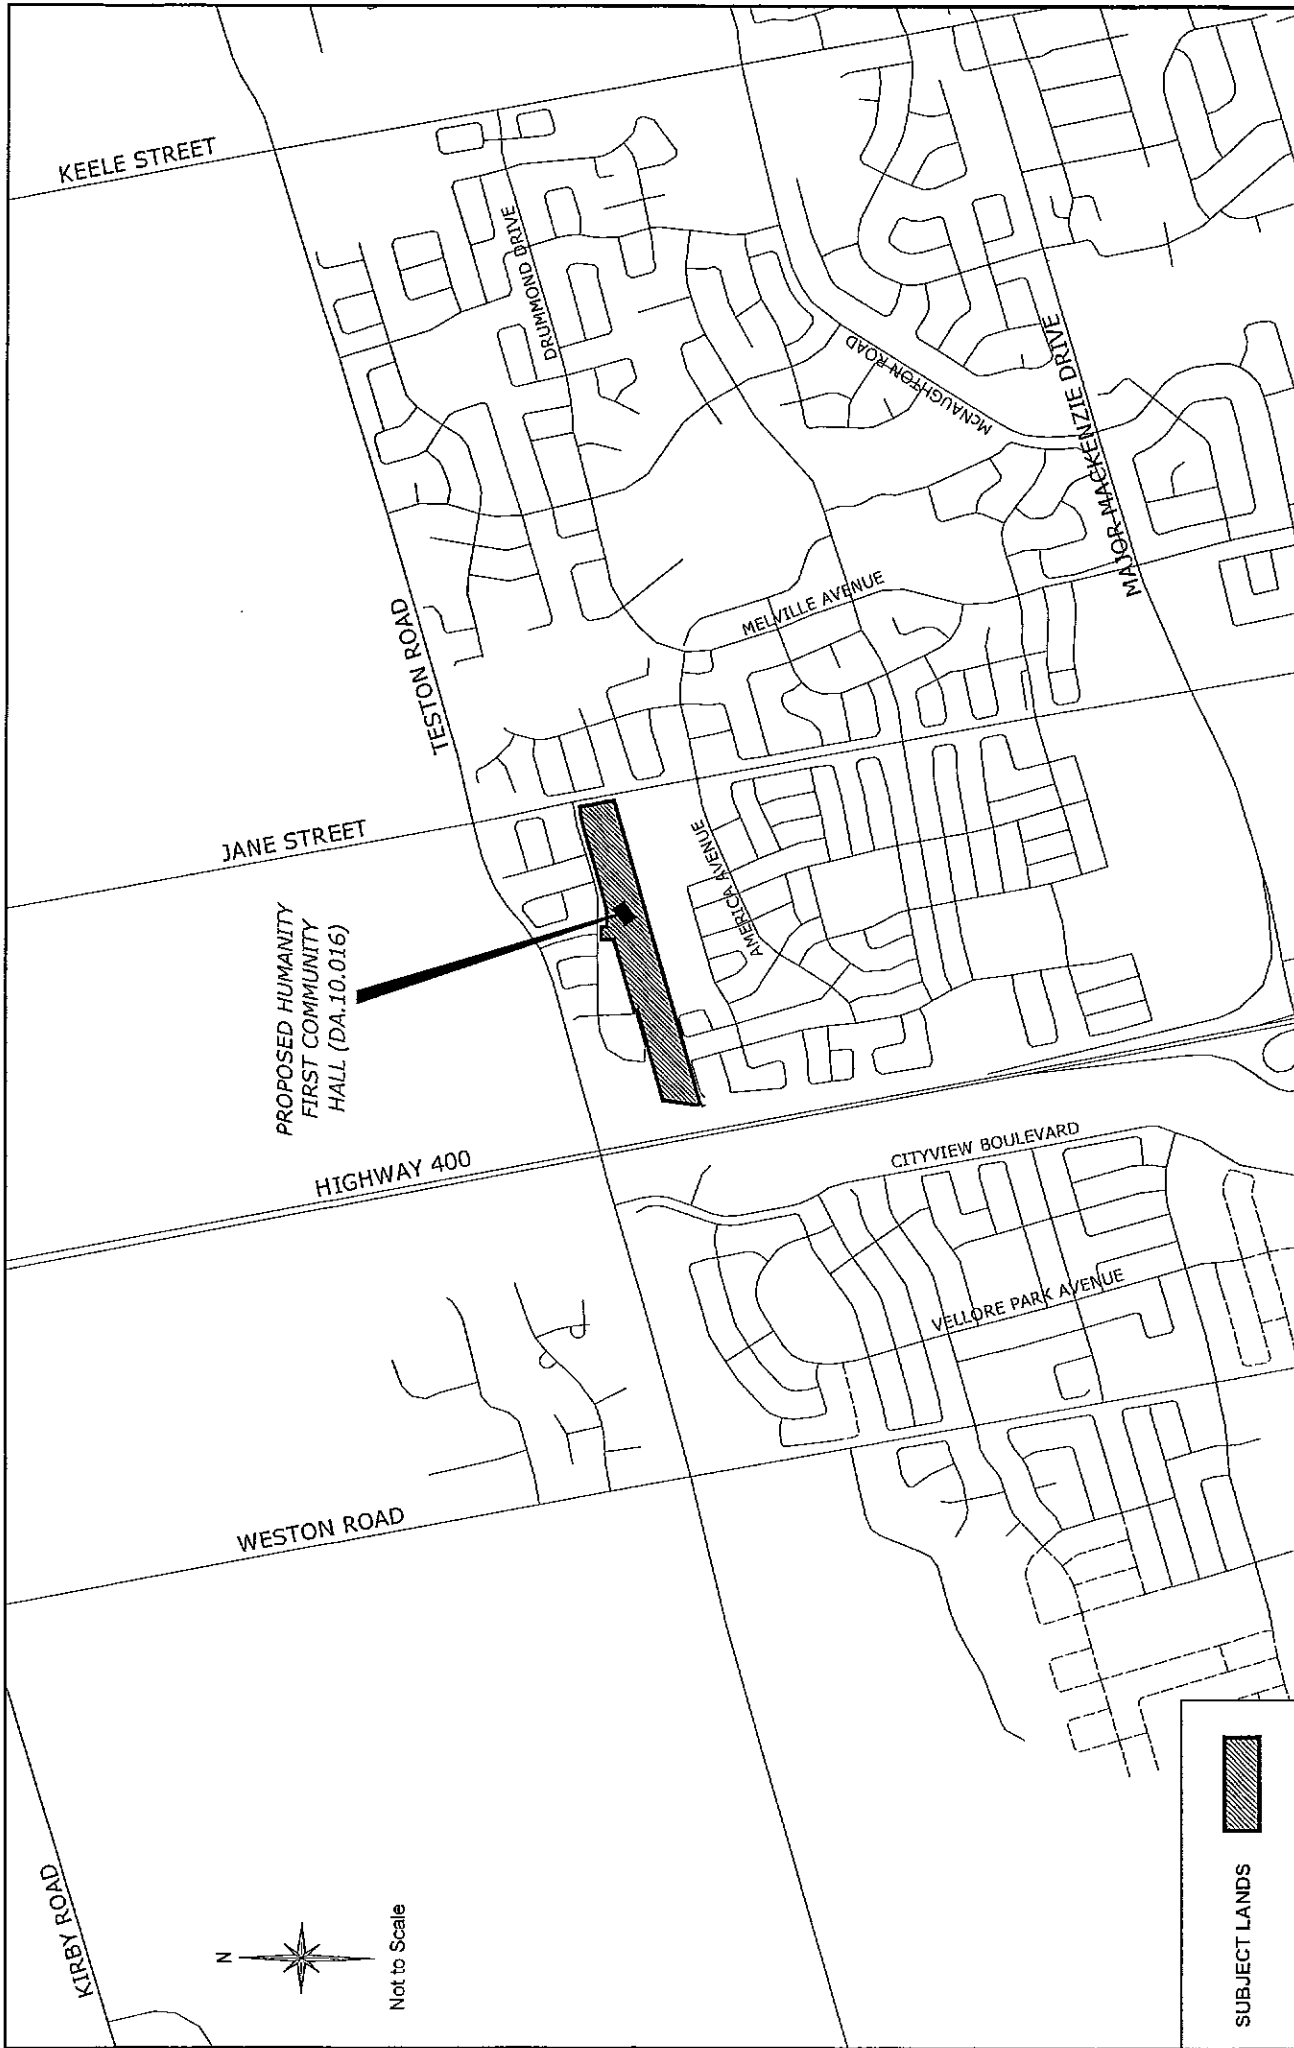 KIRBY ROAD
N
Not to Scale
WESTON ROAD
HIGHWAY 400
PROPOSED HUMANITY
FIRST COMMUNITY
HALL (DA.10.016)
JANE STREET
TESTON ROAD
KEELE STREET
DRUMMOND DRIVE
McNAUGHTON ROAD
MAJOR MACKENZIE DRIVE
MELVILLE AVENUE
AMERICA AVENUE
CITYVIEW BOULEVARD
VELLORE PARK AVENUE
SUBJECT LANDS